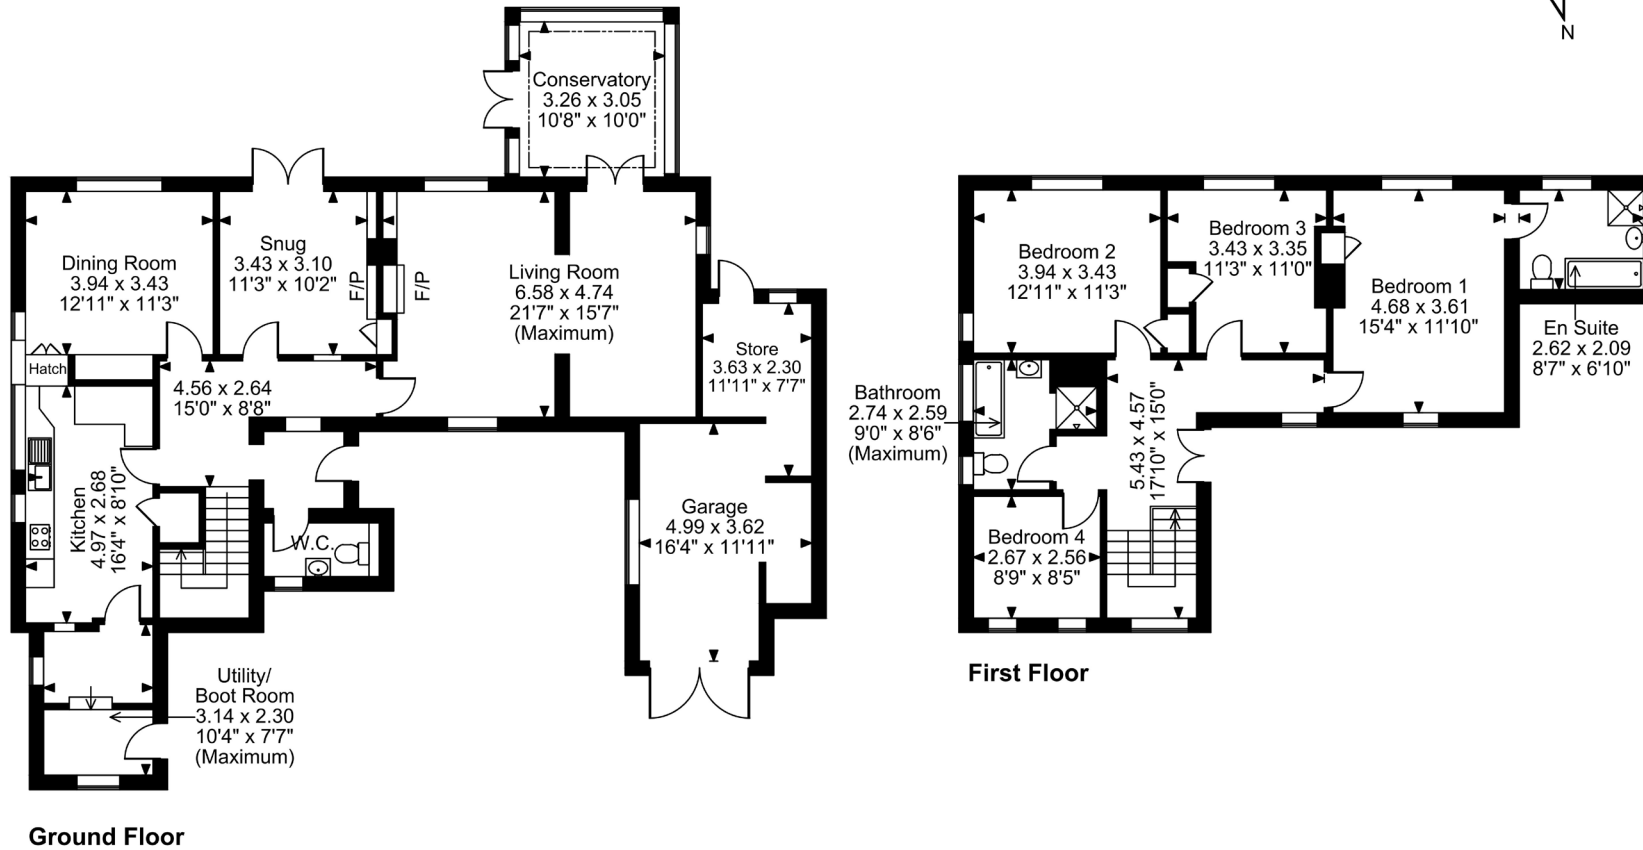 N
Conservatory
3.26 x 3.05
10'8" x 10'0"
Dining Room
3.94 x 3.43
12'11" x 11'3"
Snug
3.43 x 3.10
11'3" x 10'2"
F/P
F/P
Living Room
6.58 x 4.74
21'7" x 15'7"
(Maximum)
Store
3.63 x 2.30
11'11" x 7'7"
Hatch
4.56 x 2.64
15'0" x 8'8"
Kitchen
4.97 x 2.68
16'4" x 8'10"
W.C.
Garage
4.99 x 3.62
16'4" x 11'11"
Utility/
Boot Room
3.14 x 2.30
10'4" x 7'7"
(Maximum)
Ground Floor
Bedroom 2
3.94 x 3.43
12'11" x 11'3"
Bedroom 3
3.43 x 3.35
11'3" x 11'0"
Bedroom 1
4.68 x 3.61
15'4" x 11'10"
En Suite
2.62 x 2.09
8'7" x 6'10"
Bathroom
2.74 x 2.59
9'0" x 8'6"
(Maximum)
5.43 x 4.57
17'10" x 15'0"
Bedroom 4
2.67 x 2.56
8'9" x 8'5"
First Floor